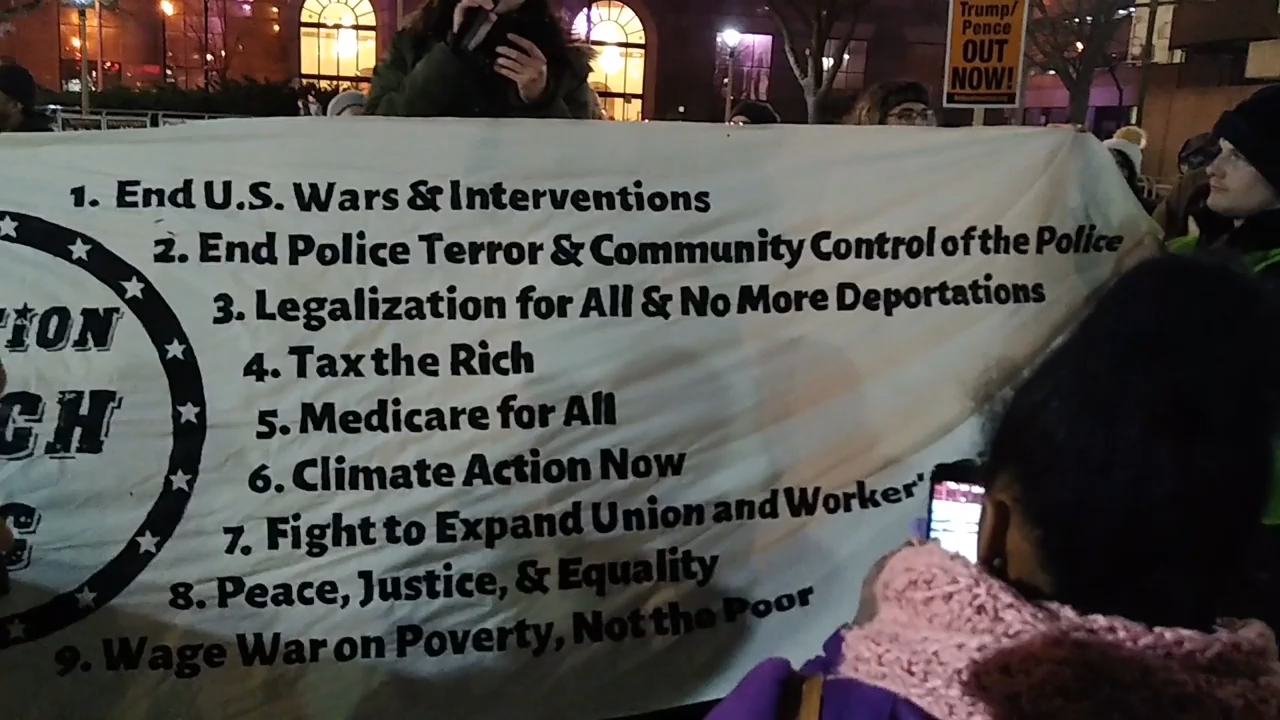 Trump/
Pence
OUT
NOW!
1. End U.S. Wars & Interventions
2. End Police Terror & Community Control of the Police
3. Legalization for All & No More Deportations
4. Tax the Rich
5. Medicare for All
6. Climate Action Now
7. Fight to Expand Union and Worker'
8. Peace, Justice, & Equality
9. Wage War on Poverty, Not the Poor
TION
CH